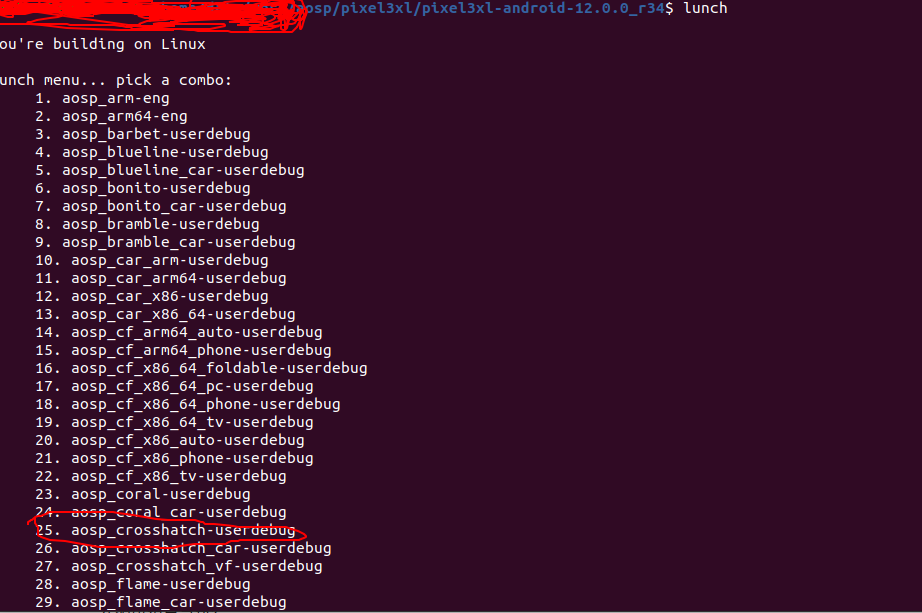 aosp/pixel3xl/pixel3xl-android-12.0.0_r34$ lunch
ou're building on Linux
unch menu... pick a combo:
1. aosp_arm-eng
2. aosp_arm64-eng
3. aosp_barbet-userdebug
4. aosp_blueline-userdebug
5. aosp_blueline_car-userdebug
6. aosp_bonito-userdebug
7. aosp_bonito_car-userdebug
8. aosp_bramble-userdebug
9. aosp_bramble_car-userdebug
10. aosp_car_arm-userdebug
11. aosp_car_arm64-userdebug
12. aosp_car_x86-userdebug
13. aosp_car_x86_64-userdebug
14. aosp_cf_arm64_auto-userdebug
15. aosp_cf_arm64_phone-userdebug
16. aosp_cf_x86_64_foldable-userdebug
17. aosp_cf_x86_64_pc-userdebug
18. aosp_cf_x86_64_phone-userdebug
19. aosp_cf_x86_64_tv-userdebug
20. aosp_cf_x86_auto-userdebug
21. aosp_cf_x86_phone-userdebug
22. aosp_cf_x86_tv-userdebug
23. aosp_coral-userdebug
24. aosp_coral_car-userdebug
25. aosp_crosshatch-userdebug
26. aosp_crosshatch_car-userdebug
27. aosp_crosshatch_vf-userdebug
28. aosp_flame-userdebug
29. aosp_flame_car-userdebug